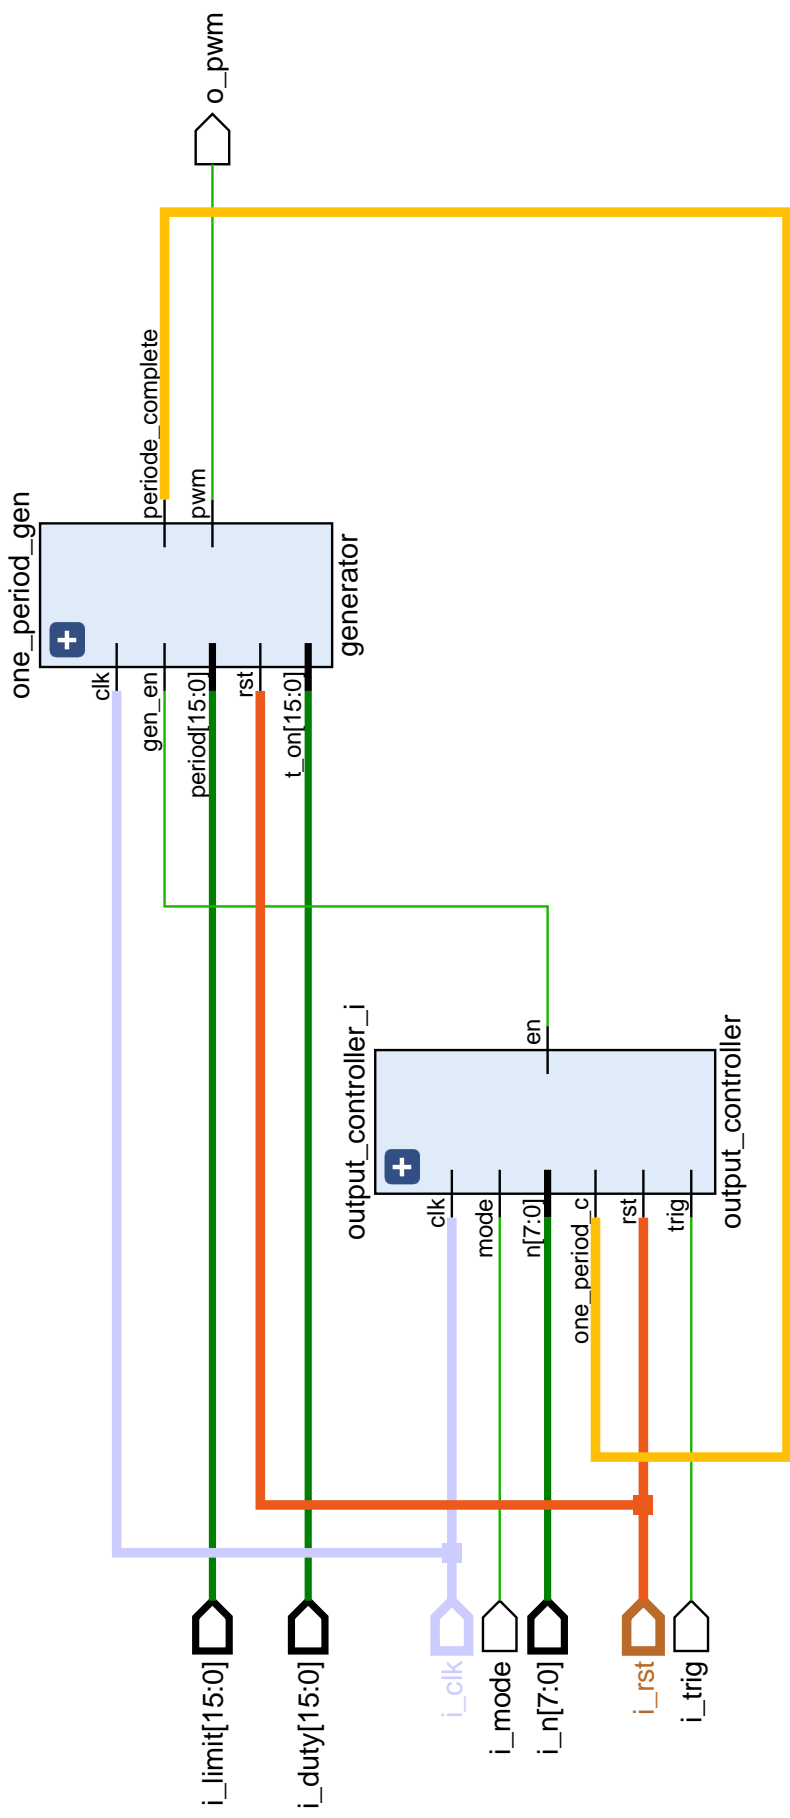 one_period_gen
clk
gen_en
period[15:0]
rst
t_on[15:0]
periode_complete
pwm
generator
o_pwm
output_controller_i
clk
mode
n[7:0]
one_period_c
rst
trig
en
output_controller
i_limit[15:0]
i_duty[15:0]
i_clk
i_mode
i_n[7:0]
i_rst
i_trig